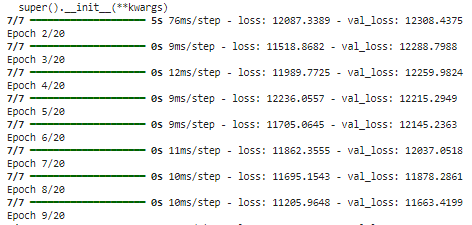 super().__init__(**kwargs)
7/7 ━━━━━━━━━━━━━━━━━━━━ 5s 76ms/step - loss: 12087.3389 - val_loss: 12308.4375
Epoch 2/20
7/7 ━━━━━━━━━━━━━━━━━━━━ 0s 9ms/step - loss: 11518.8682 - val_loss: 12288.7988
Epoch 3/20
7/7 ━━━━━━━━━━━━━━━━━━━━ 0s 12ms/step - loss: 11989.7725 - val_loss: 12259.9824
Epoch 4/20
7/7 ━━━━━━━━━━━━━━━━━━━━ 0s 9ms/step - loss: 12236.0557 - val_loss: 12215.2949
Epoch 5/20
7/7 ━━━━━━━━━━━━━━━━━━━━ 0s 9ms/step - loss: 11705.0645 - val_loss: 12145.2363
Epoch 6/20
7/7 ━━━━━━━━━━━━━━━━━━━━ 0s 11ms/step - loss: 11862.3555 - val_loss: 12037.0518
Epoch 7/20
7/7 ━━━━━━━━━━━━━━━━━━━━ 0s 10ms/step - loss: 11695.1543 - val_loss: 11878.2861
Epoch 8/20
7/7 ━━━━━━━━━━━━━━━━━━━━ 0s 10ms/step - loss: 11205.9648 - val_loss: 11663.4199
Epoch 9/20